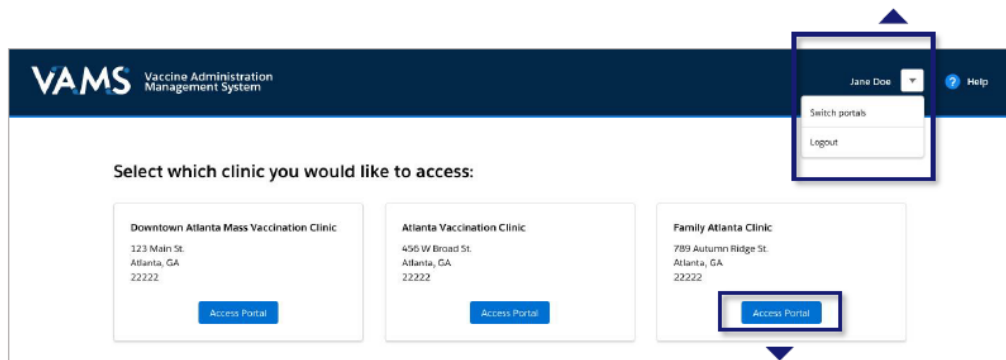 VAMS Vaccine Administration
Management System
Jane Doe
? Help
Switch portals
Logout
Select which clinic you would like to access:
Downtown Atlanta Mass Vaccination Clinic
123 Main St.
Atlanta, GA
22222
Access Portal
Atlanta Vaccination Clinic
456 W Broad St.
Atlanta, GA
22222
Access Portal
Family Atlanta Clinic
789 Autumn Ridge St.
Atlanta, GA
22222
Access Portal